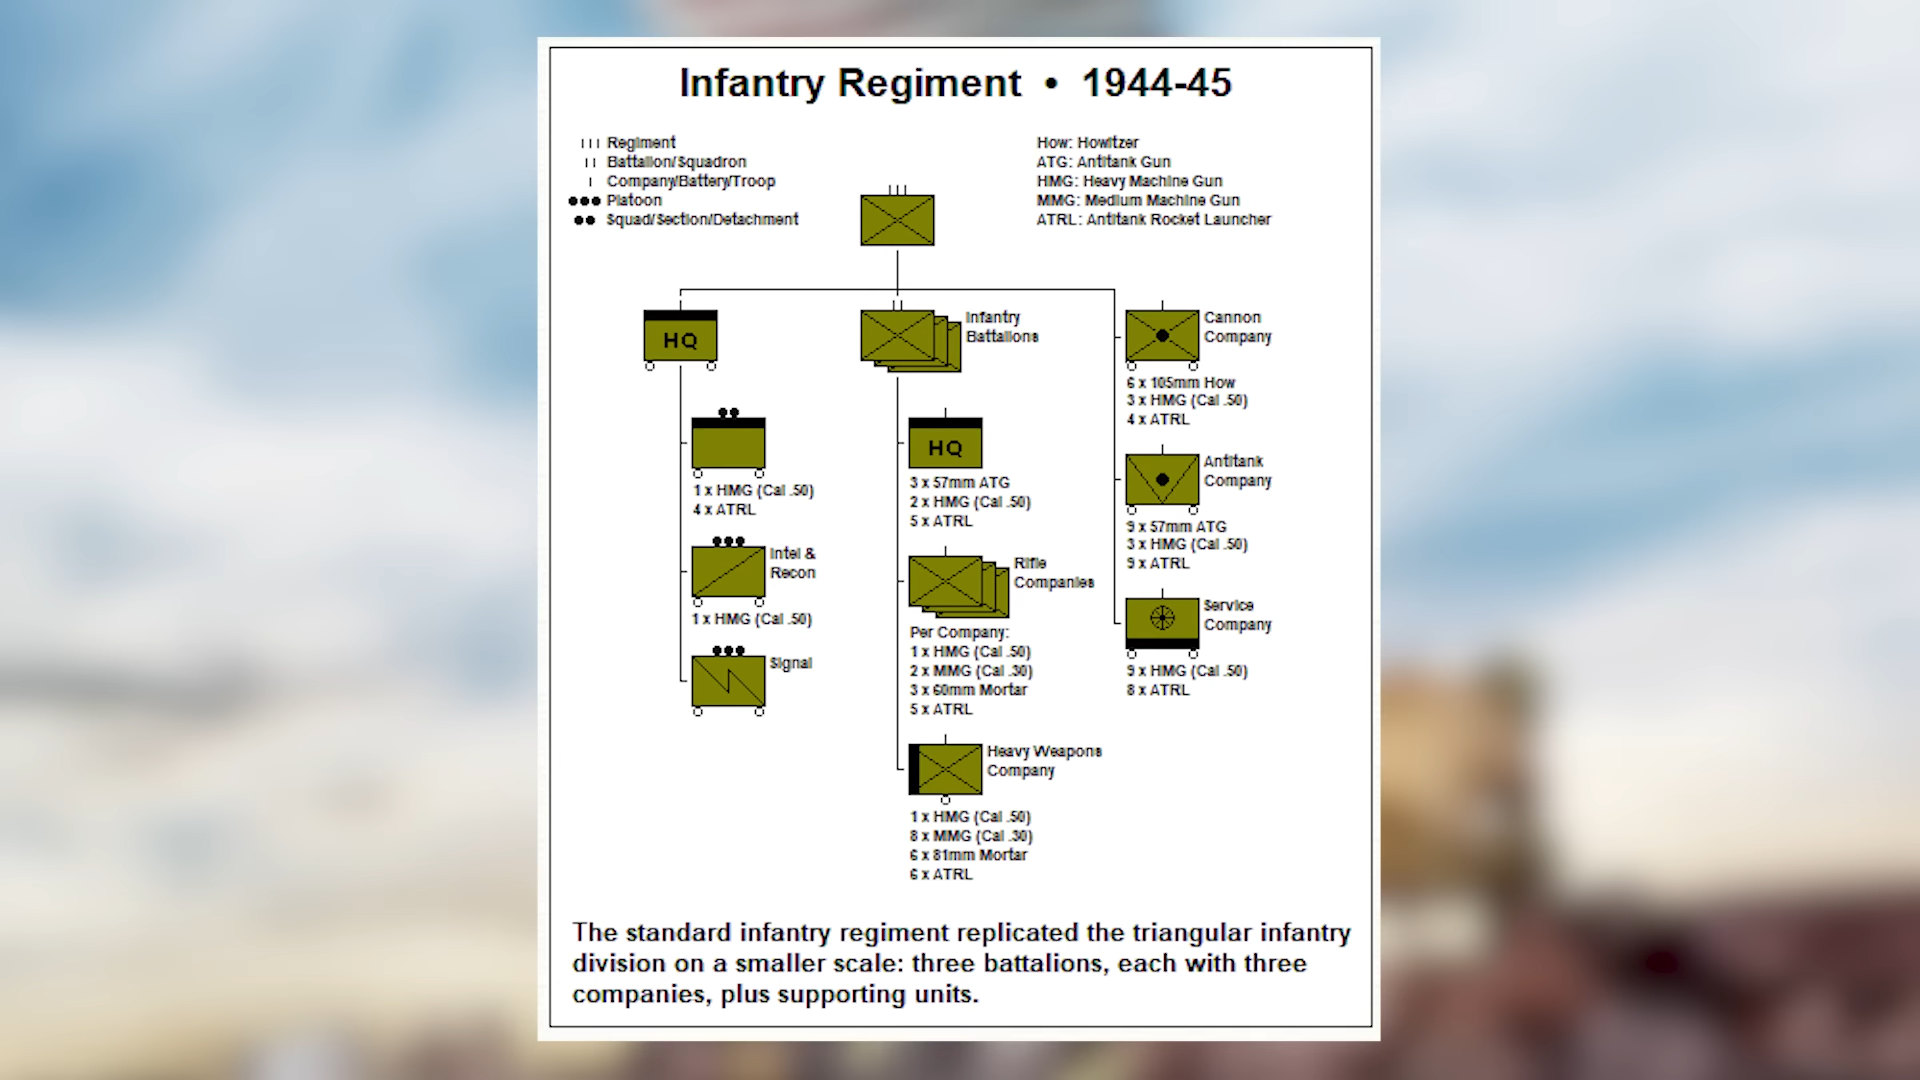 Infantry Regiment • 1944-45
Regiment
Battalion/Squadron
Company/Battery/Troop
Platoon
Squad/Section/Detachment
How: Howitzer
ATG: Antitank Gun
HMG: Heavy Machine Gun
MMG: Medium Machine Gun
ATRL: Antitank Rocket Launcher
HQ
1 x HMG (Cal .50)
4 x ATRL
Intel &
Recon
1 x HMG (Cal .50)
Signal
Infantry
Battalions
HQ
3 x 57mm ATG
2 x HMG (Cal .50)
5 x ATRL
Rifle
Companies
Per Company:
1 x HMG (Cal .50)
2 x MMG (Cal .30)
3 x 60mm Mortar
5 x ATRL
Heavy Weapons
Company
1 x HMG (Cal .50)
8 x MMG (Cal .30)
6 x 81mm Mortar
6 x ATRL
Cannon
Company
6 x 105mm How
3 x HMG (Cal .50)
4 x ATRL
Antitank
Company
9 x 57mm ATG
3 x HMG (Cal .50)
9 x ATRL
Service
Company
9 x HMG (Cal .50)
8 x ATRL
The standard infantry regiment replicated the triangular infantry
division on a smaller scale: three battalions, each with three
companies, plus supporting units.